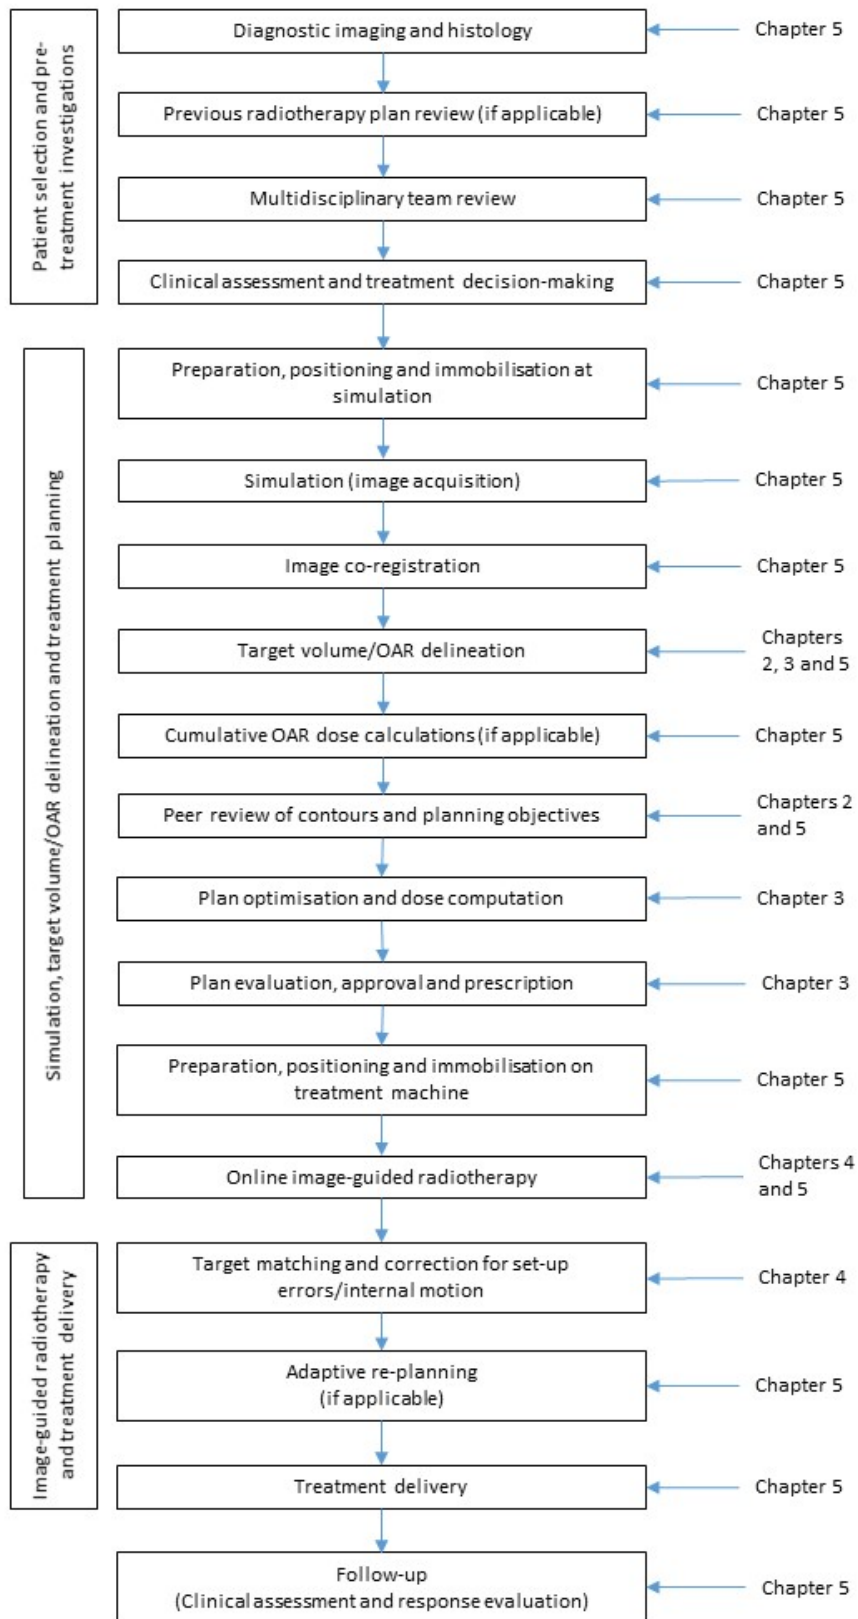 Patient selection and pre-
treatment investigations
Diagnostic imaging and histology
Chapter 5
Previous radiotherapy plan review (if applicable)
Chapter 5
Multidisciplinary team review
Chapter 5
Clinical assessment and treatment decision-making
Chapter 5
Simulation, target volume/OAR delineation and treatment planning
Preparation, positioning and immobilisation at
simulation
Chapter 5
Simulation (image acquisition)
Chapter 5
Image co-registration
Chapter 5
Target volume/OAR delineation
Chapters
2, 3 and 5
Cumulative OAR dose calculations (if applicable)
Chapter 5
Peer review of contours and planning objectives
Chapters 2
and 5
Plan optimisation and dose computation
Chapter 3
Plan evaluation, approval and prescription
Chapter 3
Preparation, positioning and immobilisation on
treatment machine
Chapter 5
Online image-guided radiotherapy
Chapters 4
and 5
Image-guided radiotherapy
and treatment delivery
Target matching and correction for set-up
errors/internal motion
Chapter 4
Adaptive re-planning
(if applicable)
Chapter 5
Treatment delivery
Chapter 5
Follow-up
(Clinical assessment and response evaluation)
Chapter 5